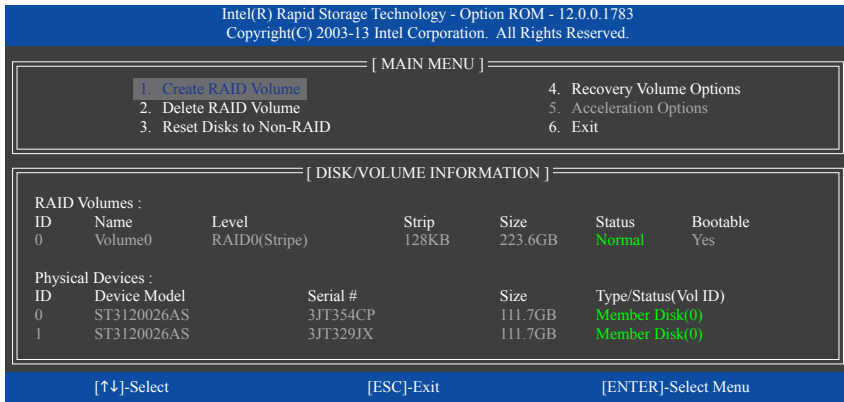 Intel(R) Rapid Storage Technology - Option ROM - 12.0.0.1783
Copyright(C) 2003-13 Intel Corporation. All Rights Reserved.
[ MAIN MENU ]
1. Create RAID Volume 4. Recovery Volume Options
2. Delete RAID Volume 5. Acceleration Options
3. Reset Disks to Non-RAID 6. Exit
[ DISK/VOLUME INFORMATION ]
RAID Volumes :
ID Name Level Strip Size Status Bootable
0 Volume0 RAID0(Stripe) 128KB 223.6GB Normal Yes
Physical Devices :
ID Device Model Serial # Size Type/Status(Vol ID)
0 ST3120026AS 3JT354CP 111.7GB Member Disk(0)
1 ST3120026AS 3JT329JX 111.7GB Member Disk(0)
[↑↓]-Select [ESC]-Exit [ENTER]-Select Menu